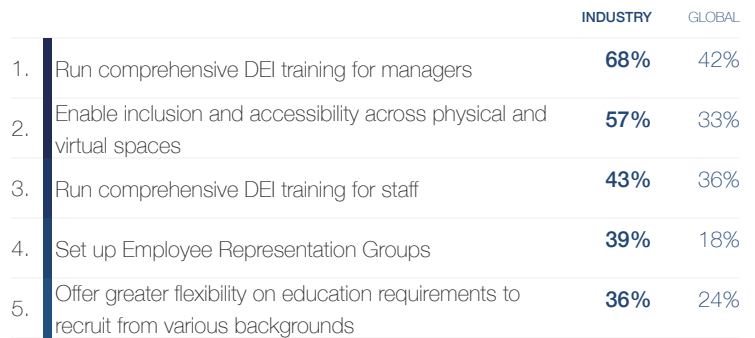 INDUSTRY GLOBAL
1. Run comprehensive DEI training for managers 68% 42%
2. Enable inclusion and accessibility across physical and
virtual spaces 57% 33%
3. Run comprehensive DEI training for staff 43% 36%
4. Set up Employee Representation Groups 39% 18%
5. Offer greater flexibility on education requirements to
recruit from various backgrounds 36% 24%